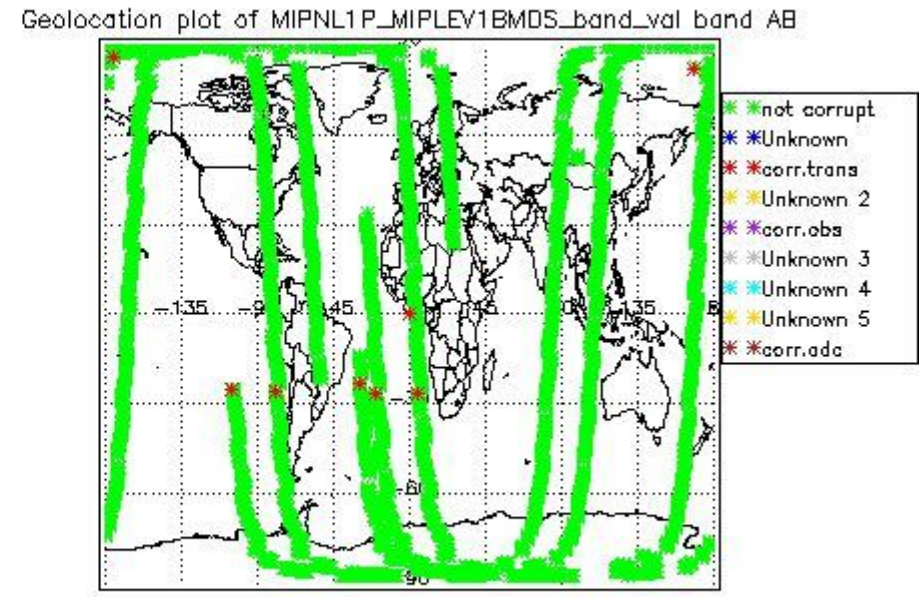 Geolocation plot of MIPNL1P_MIPLEV1BMDS_band_val band AB
not corrupt
Unknown
corr.trans
Unknown 2
corr.obs
Unknown 3
Unknown 4
Unknown 5
corr.adc
-135
45
135
-60
90